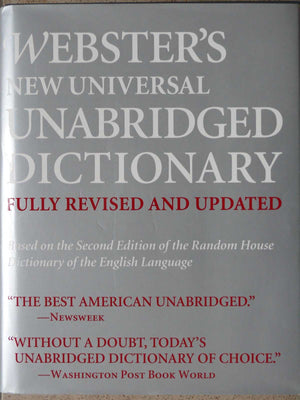 WEBSTER'S
NEW UNIVERSAL
UNABRIDGED
DICTIONARY
FULLY REVISED AND UPDATED
Based on the Second Edition of the Random House
Dictionary of the English Language
“THE BEST AMERICAN UNABRIDGED.”
—NEWSWEEK
“WITHOUT A DOUBT, TODAY'S
UNABRIDGED DICTIONARY OF CHOICE.”
—WASHINGTON POST BOOK WORLD